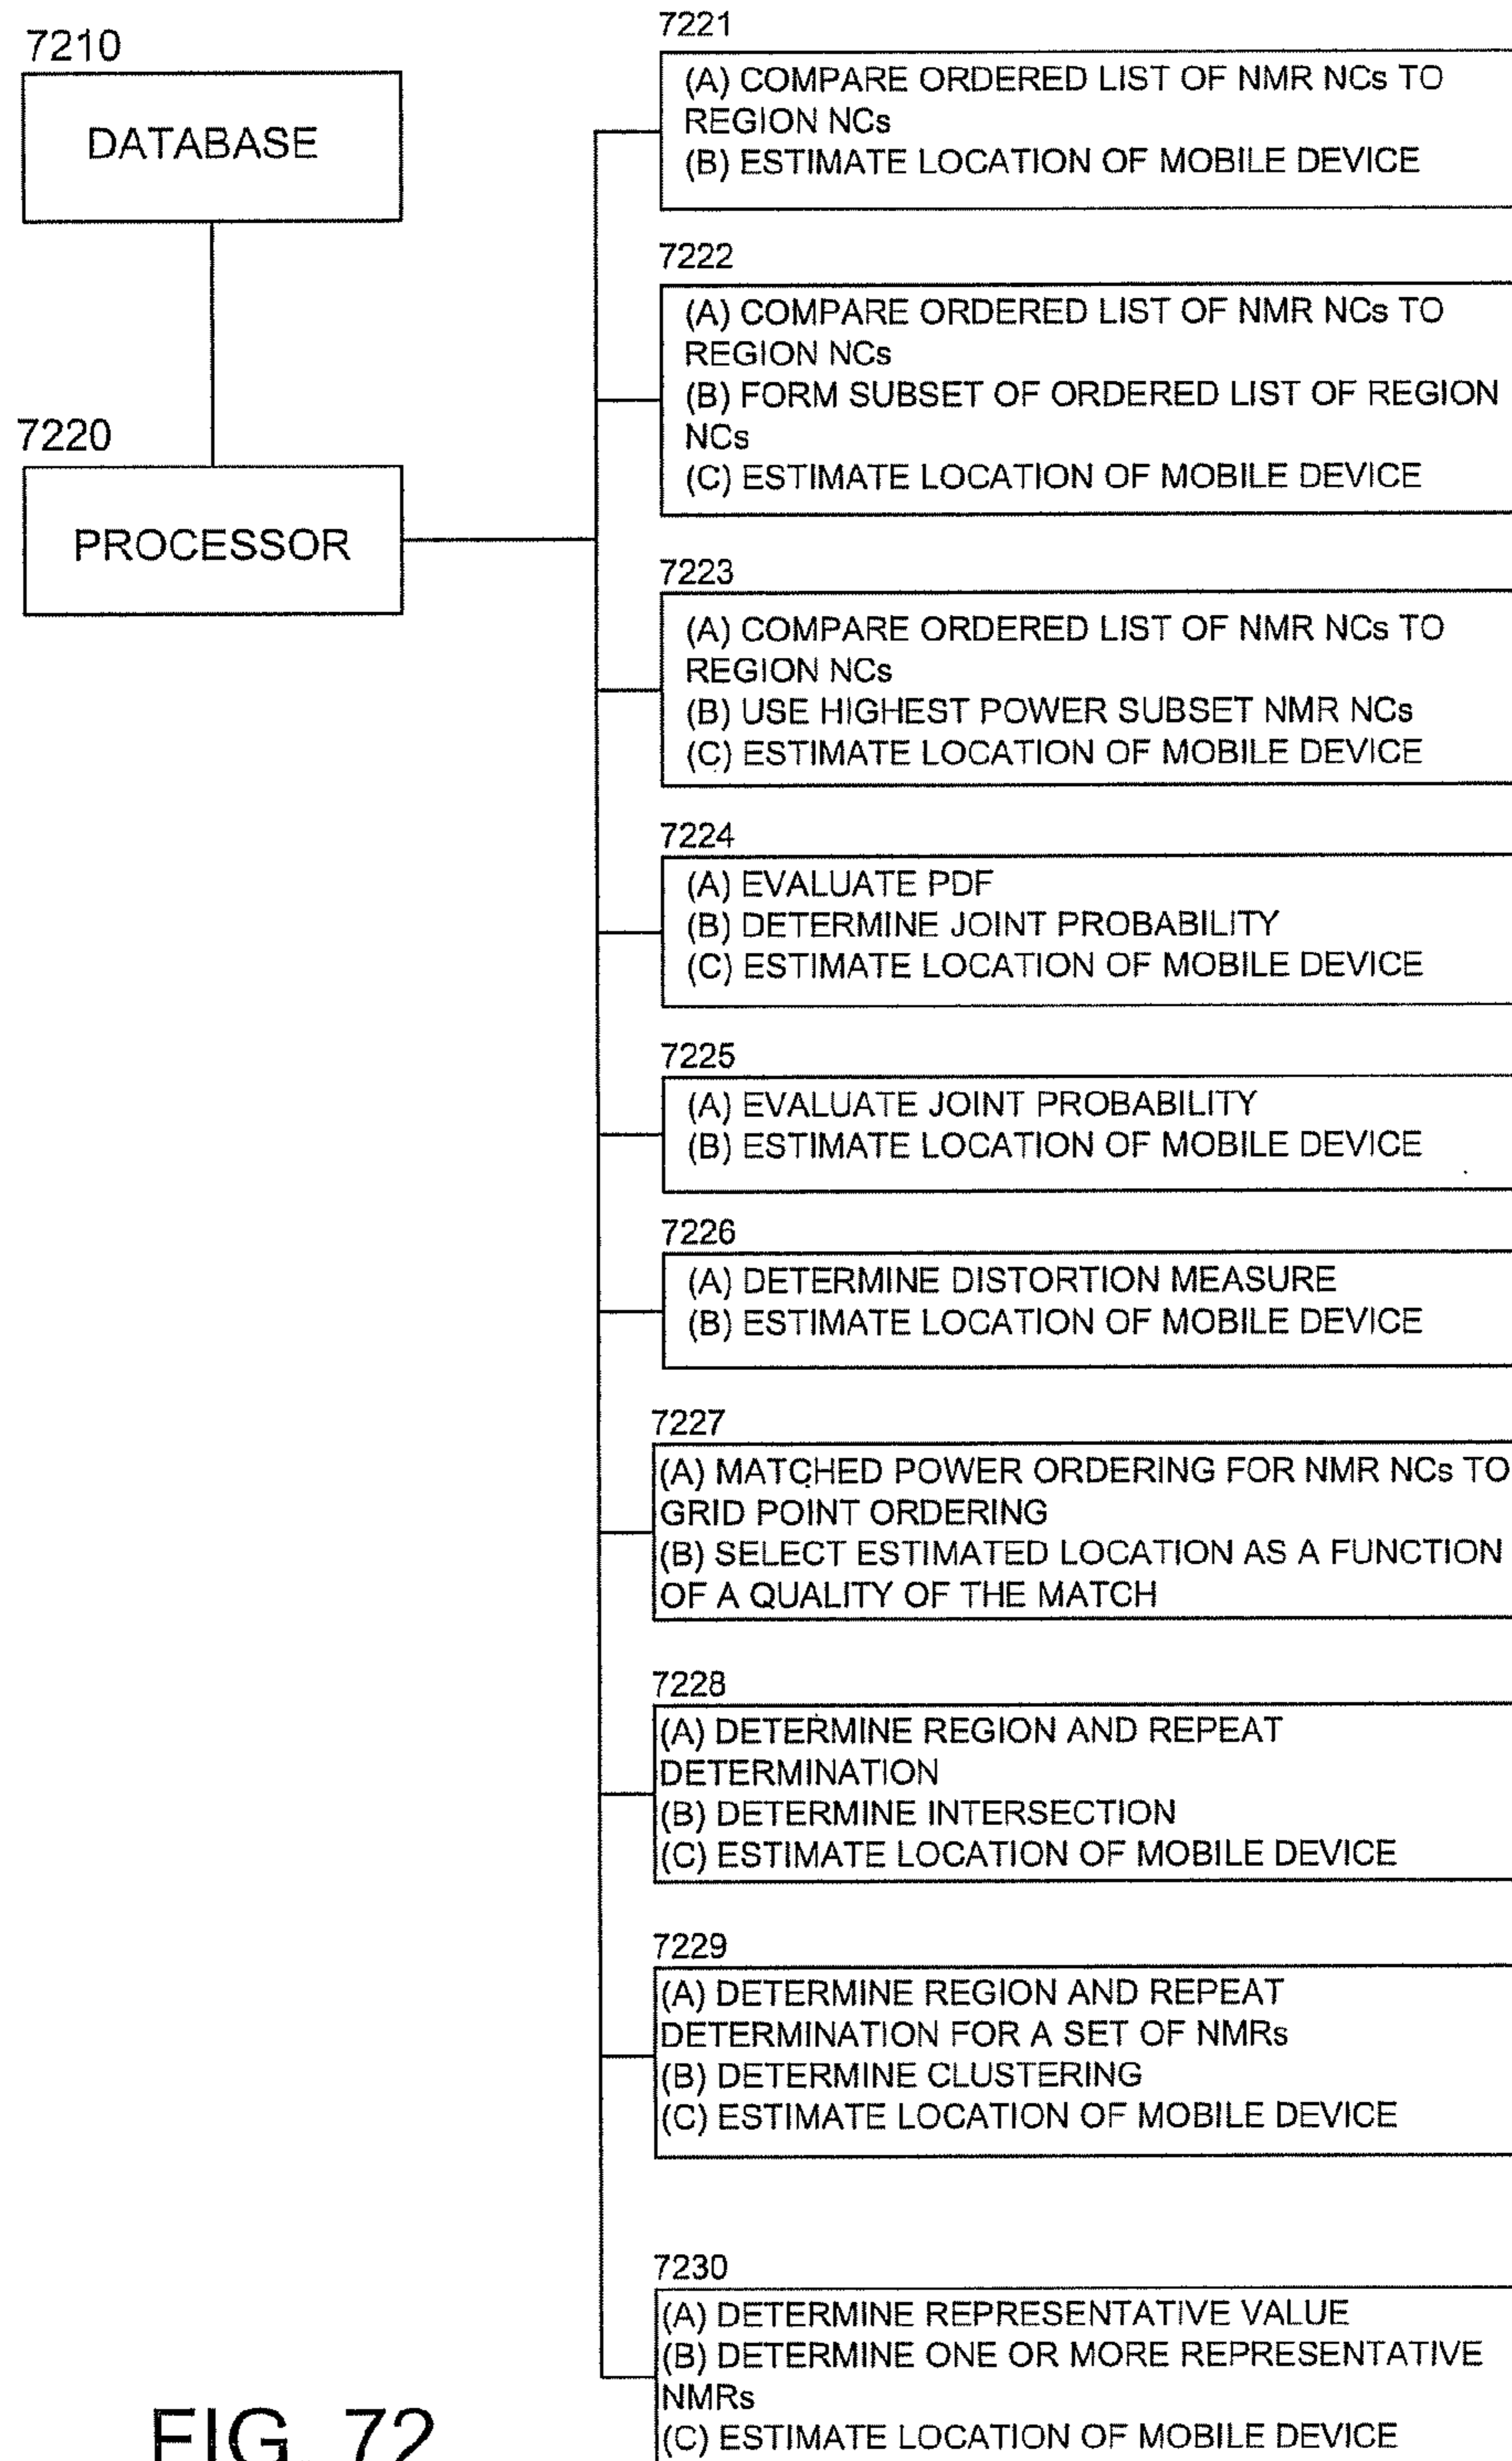 7210
DATABASE
7220
PROCESSOR
7221
(A) COMPARE ORDERED LIST OF NMR NCs TO
REGION NCs
(B) ESTIMATE LOCATION OF MOBILE DEVICE
7222
(A) COMPARE ORDERED LIST OF NMR NCs TO
REGION NCs
(B) FORM SUBSET OF ORDERED LIST OF REGION
NCs
(C) ESTIMATE LOCATION OF MOBILE DEVICE
7223
(A) COMPARE ORDERED LIST OF NMR NCs TO
REGION NCs
(B) USE HIGHEST POWER SUBSET NMR NCs
(C) ESTIMATE LOCATION OF MOBILE DEVICE
7224
(A) EVALUATE PDF
(B) DETERMINE JOINT PROBABILITY
(C) ESTIMATE LOCATION OF MOBILE DEVICE
7225
(A) EVALUATE JOINT PROBABILITY
(B) ESTIMATE LOCATION OF MOBILE DEVICE
7226
(A) DETERMINE DISTORTION MEASURE
(B) ESTIMATE LOCATION OF MOBILE DEVICE
7227
(A) MATCHED POWER ORDERING FOR NMR NCs TO
GRID POINT ORDERING
(B) SELECT ESTIMATED LOCATION AS A FUNCTION
OF A QUALITY OF THE MATCH
7228
(A) DETERMINE REGION AND REPEAT
DETERMINATION
(B) DETERMINE INTERSECTION
(C) ESTIMATE LOCATION OF MOBILE DEVICE
7229
(A) DETERMINE REGION AND REPEAT
DETERMINATION FOR A SET OF NMRs
(B) DETERMINE CLUSTERING
(C) ESTIMATE LOCATION OF MOBILE DEVICE
7230
(A) DETERMINE REPRESENTATIVE VALUE
(B) DETERMINE ONE OR MORE REPRESENTATIVE
NMRs
(C) ESTIMATE LOCATION OF MOBILE DEVICE
FIG. 72